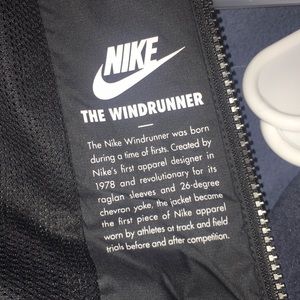 NIKE
THE WINDRUNNER
The Nike Windrunner was born
during a time of firsts. Created by
Nike's first apparel designer in
1978 and revolutionary for its
raglan sleeves and 26-degree
chevron yoke, the jacket became
the first piece of Nike apparel
worn by athletes at track and field
trials before and after competition.